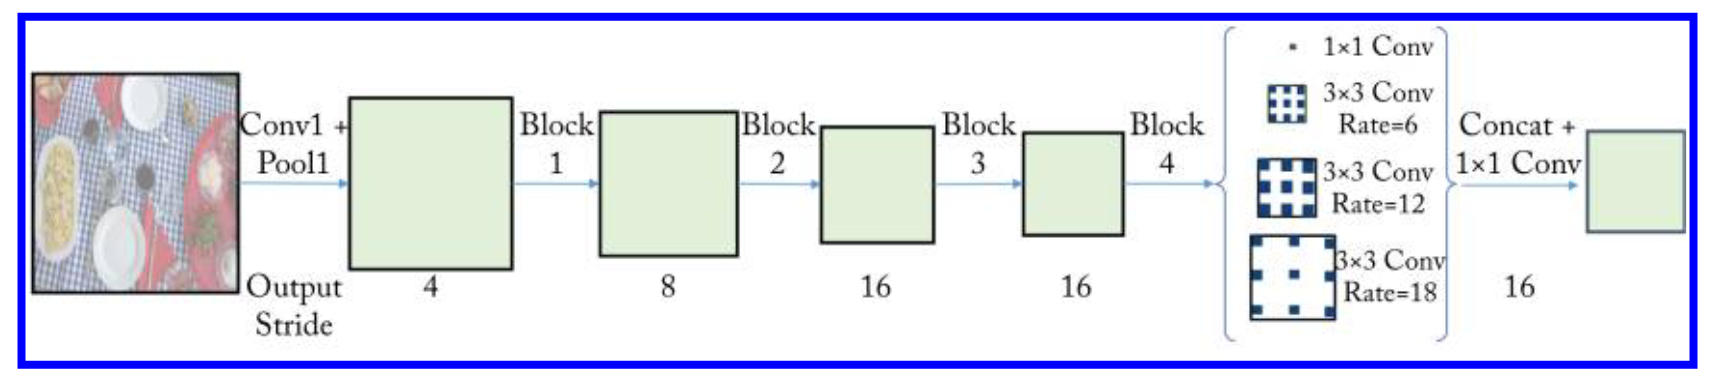 Conv1 +
Pool1
Block
1
Block
2
Block
3
Block
4
1×1 Conv
3×3 Conv
Rate=6
3×3 Conv
Rate=12
3×3 Conv
Rate=18
Concat +
1×1 Conv
Output
Stride
4
8
16
16
16